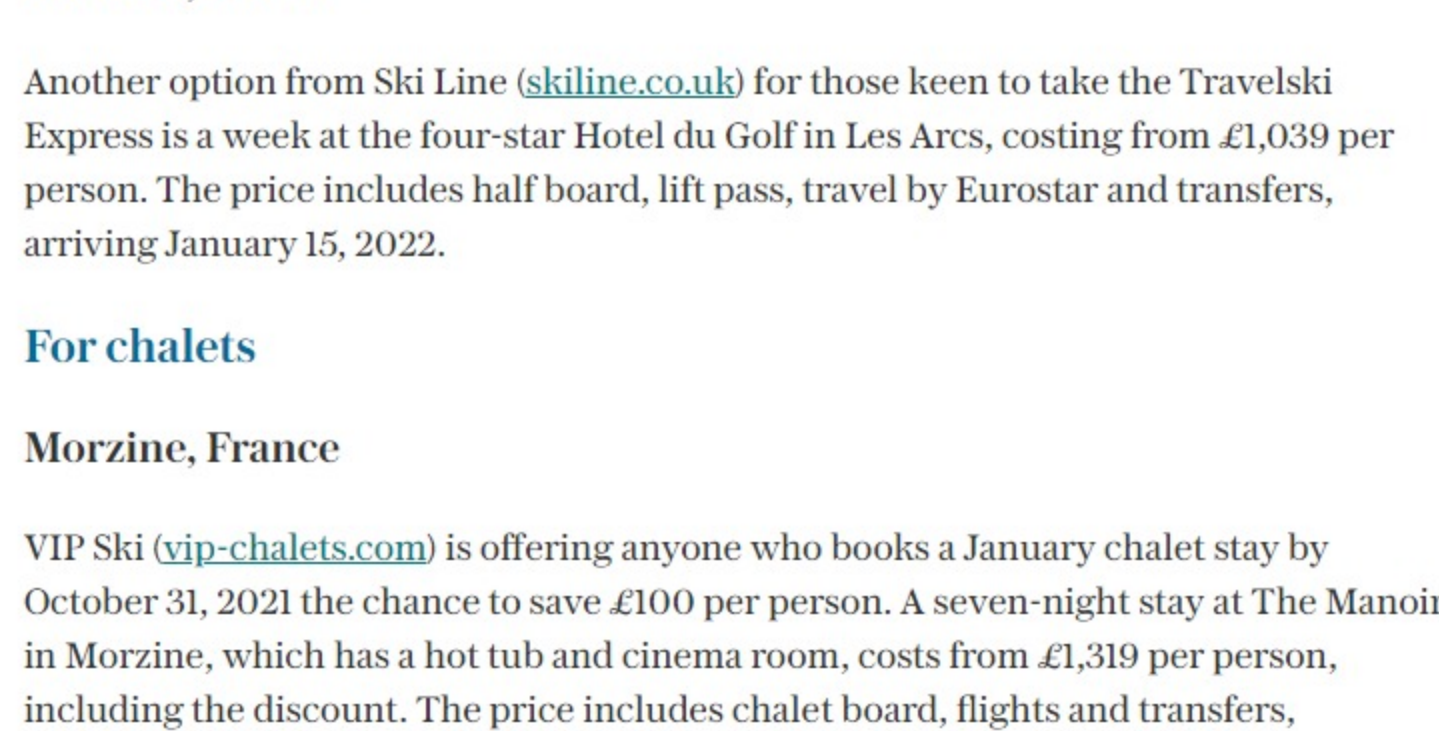 Another option from Ski Line (skiline.co.uk) for those keen to take the Travelski
Express is a week at the four-star Hotel du Golf in Les Arcs, costing from £1,039 per
person. The price includes half board, lift pass, travel by Eurostar and transfers,
arriving January 15, 2022.
For chalets
Morzine, France
VIP Ski (vip-chalets.com) is offering anyone who books a January chalet stay by
October 31, 2021 the chance to save £100 per person. A seven-night stay at The Manoir
in Morzine, which has a hot tub and cinema room, costs from £1,319 per person,
including the discount. The price includes chalet board, flights and transfers,